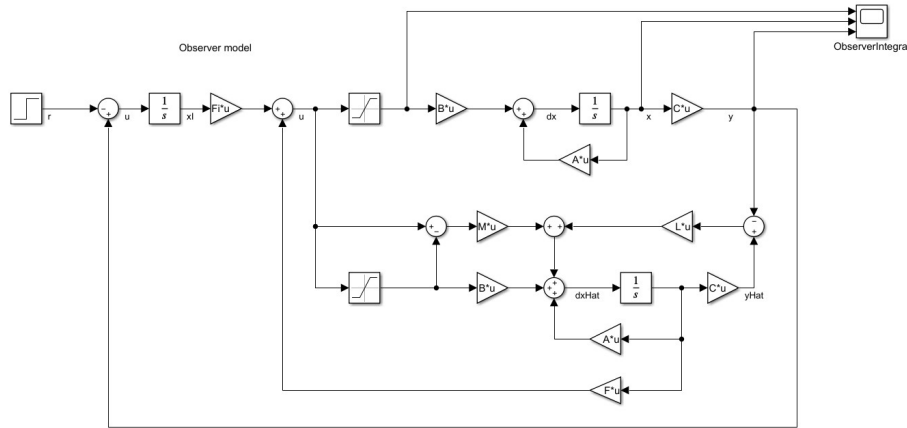 Observer model
ObserverIntegra
r
u
1
s
xI
Fi*u
u
B*u
dx
1
s
x
C*u
y
A*u
M*u
L*u
B*u
dxHat
1
s
C*u
yHat
A*u
F*u